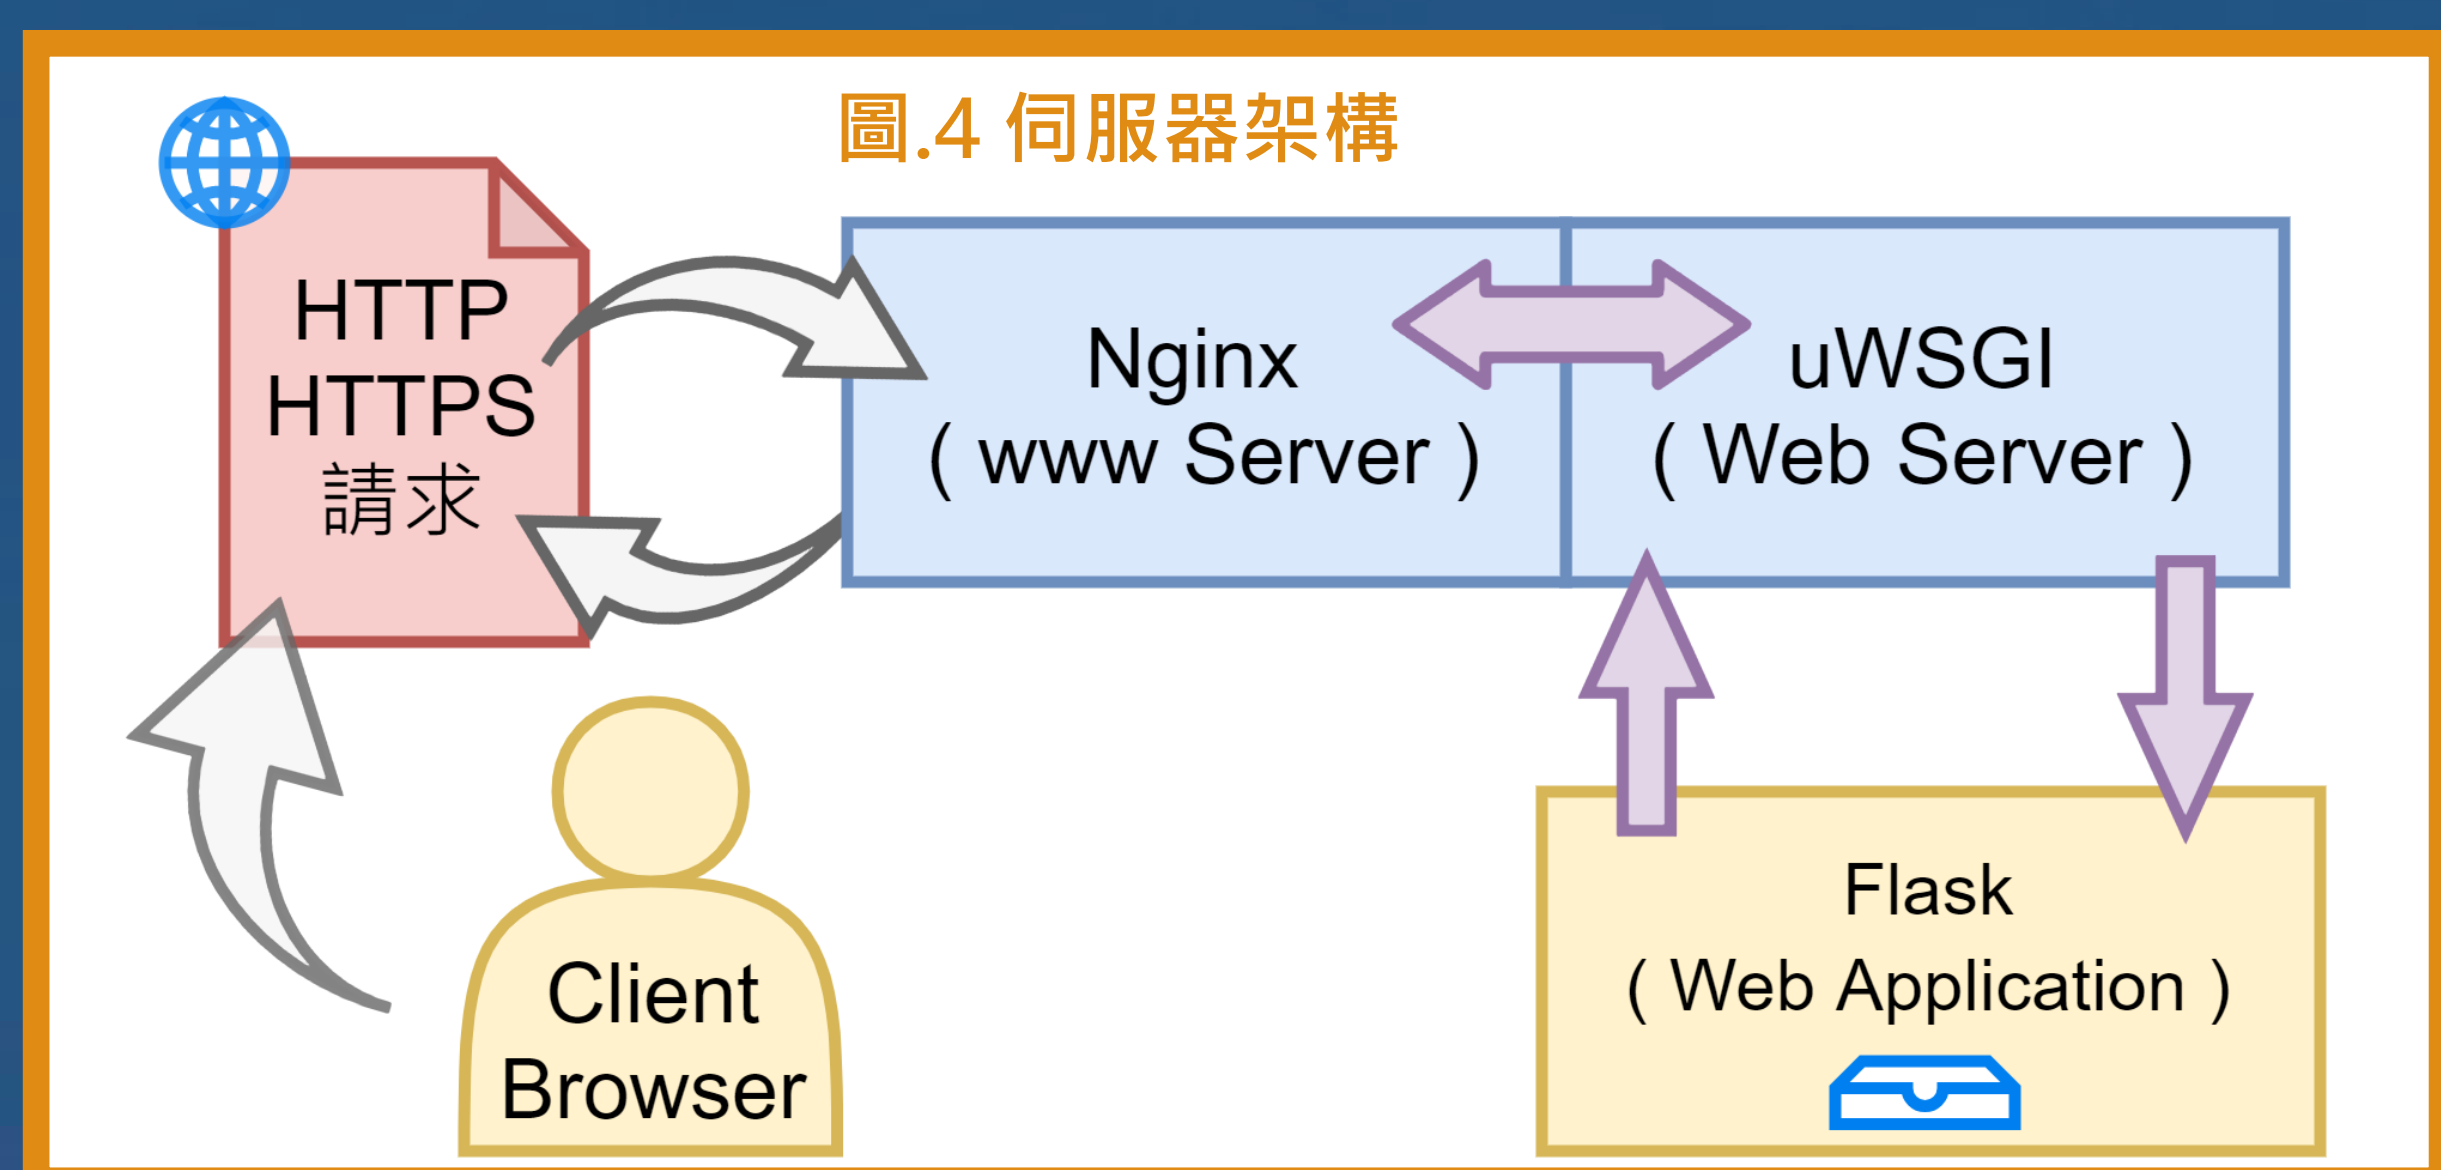 圖.4 伺服器架構
HTTP
HTTPS
請求
Nginx
( www Server )
uWSGI
( Web Server )
Client
Browser
Flask
( Web Application )